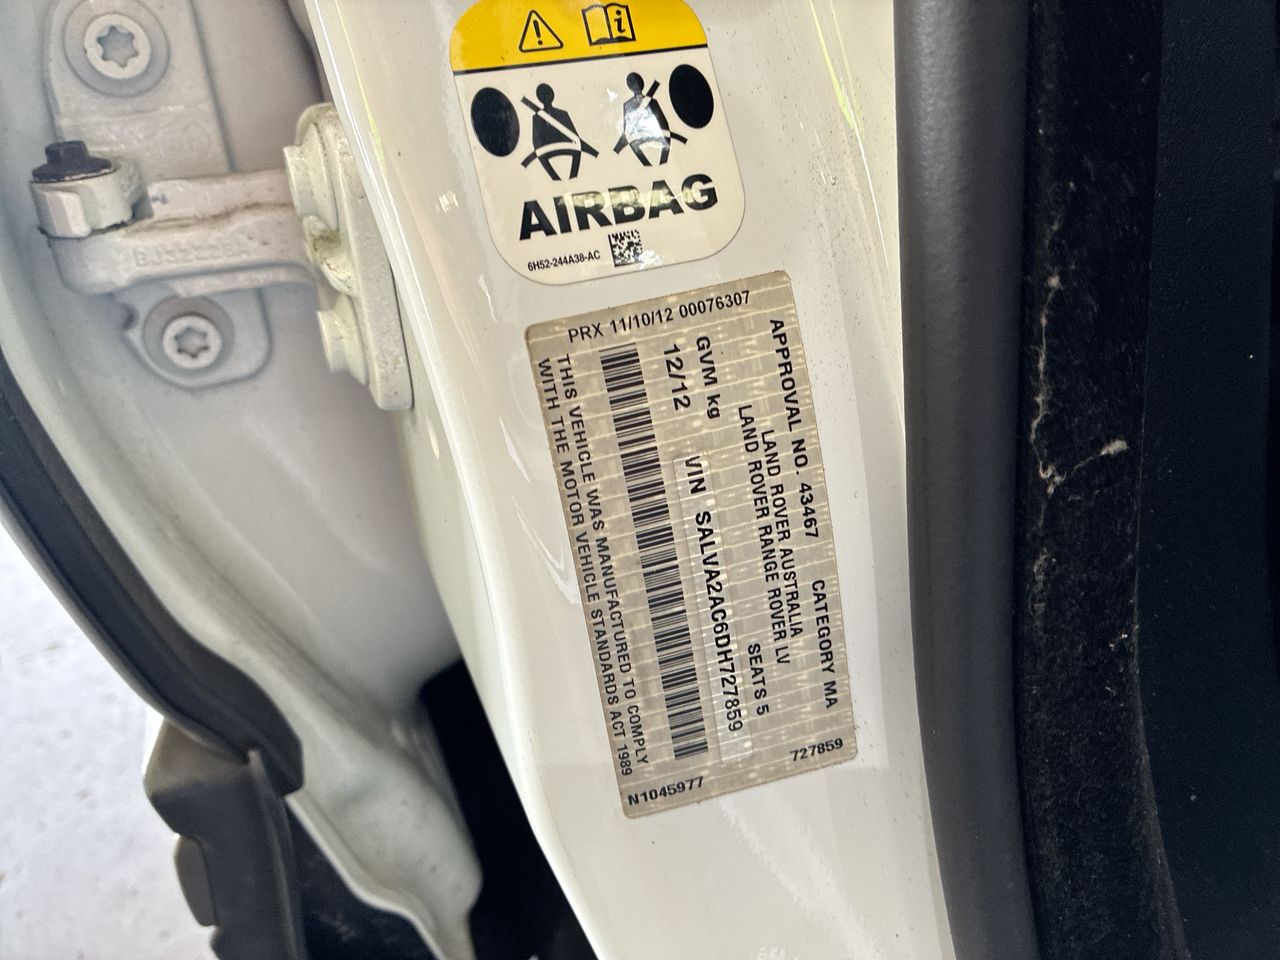 AIRBAG
6H52-244A38-AC
PRX 11/10/12 00076307
APPROVAL NO. 43467 CATEGORY MA
LAND ROVER AUSTRALIA
LAND ROVER RANGE ROVER LV
GVM kg SEATS 5
12/12 VIN SALVA2AC6DH727859
THIS VEHICLE WAS MANUFACTURED TO COMPLY
WITH THE MOTOR VEHICLE STANDARDS ACT 1989
N1045977 727859